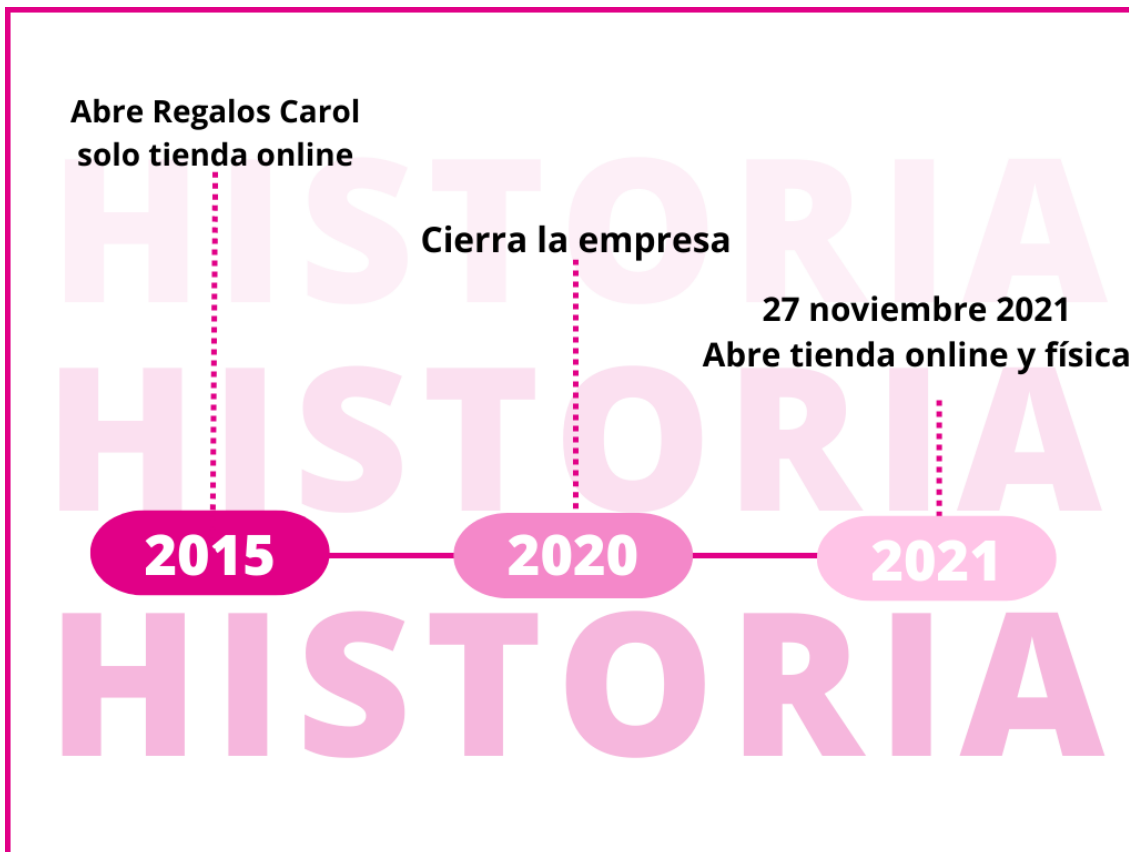 Abre Regalos Carol
solo tienda online
HISTORIA
Cierra la empresa
27 noviembre 2021
Abre tienda online y física
HISTORIA
2015
2020
2021
HISTORIA